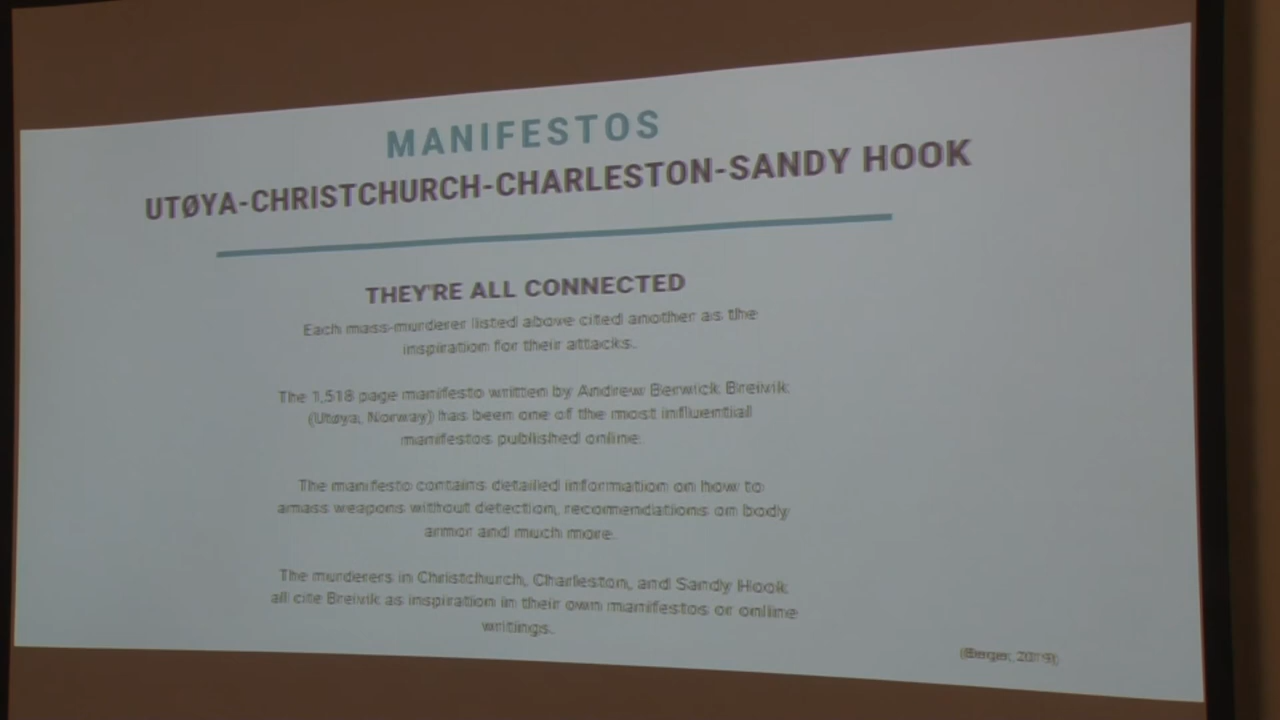 MANIFESTOS
UTØYA-CHRISTCHURCH-CHARLESTON-SANDY HOOK
THEY'RE ALL CONNECTED
Each mass-murderer listed above cited another as the
inspiration for their attacks.
The 1,518 page manifesto written by Andrew Berwick Breivik
(Utøya, Norway) has been one of the most influential
manifestos published online.
The manifesto contains detailed information on how to
amass weapons without detection, recomendations on body
armor and much more.
The murderers in Christchurch, Charleston, and Sandy Hook
all cite Breivik as inspiration in their own manifestos or online
writings.
(Berger, 2019)